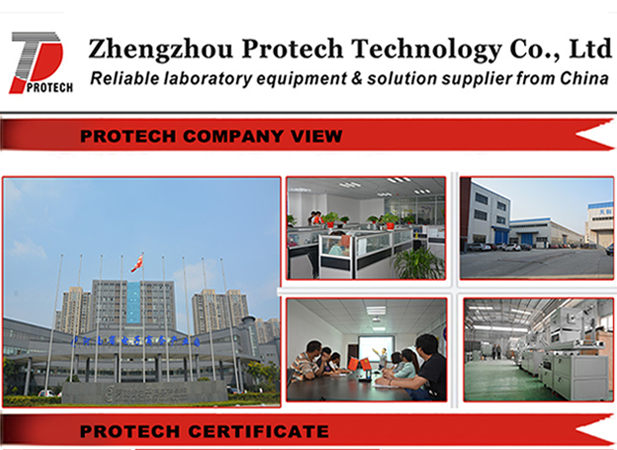 PROTECH
Zhengzhou Protech Technology Co., Ltd
Reliable laboratory equipment & solution supplier from China
PROTECH COMPANY VIEW
PROTECH CERTIFICATE